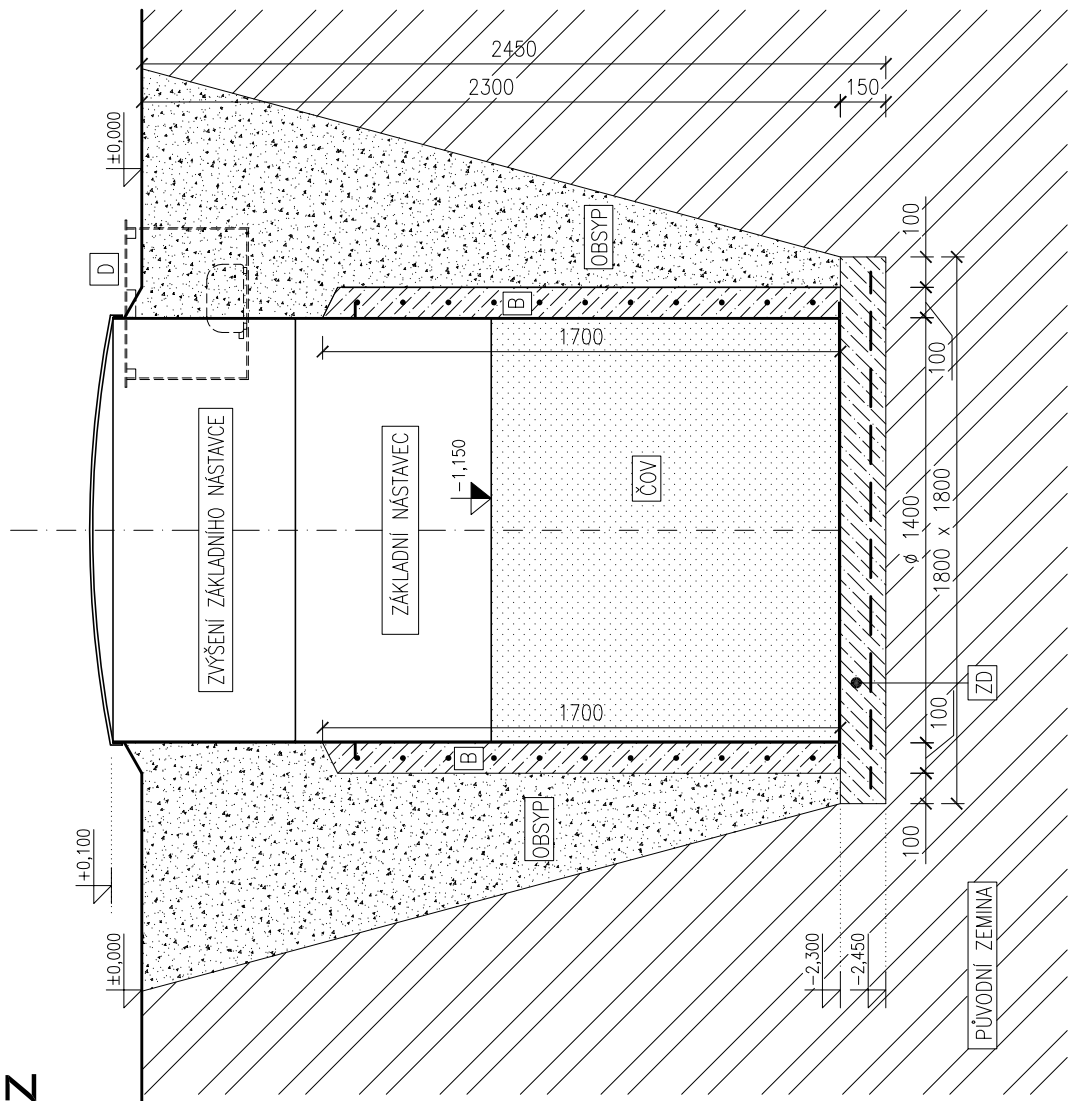 Z
2450
2300
150
±0,000
D
OBSYP
100
B
1700
100
ZVÝŠENÍ ZÁKLADNÍHO NÁSTAVCE
ZÁKLADNÍ NÁSTAVEC
-1,150
ČOV
ø 1400
1800 x 1800
ZD
1700
B
100
OBSYP
100
+0,100
±0,000
-2,300
-2,450
PŮVODNÍ ZEMINA